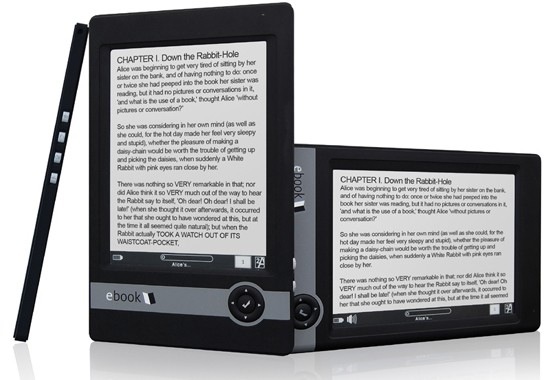 CHAPTER I. Down the Rabbit-Hole
Alice was beginning to get very tired of sitting by her
sister on the bank, and of having nothing to do: once
or twice she had peeped into the book her sister was
reading, but it had no pictures or conversations in it,
'and what is the use of a book,' thought Alice 'without
pictures or conversation?'
So she was considering in her own mind (as well as
she could, for the hot day made her feel very sleepy
and stupid), whether the pleasure of making a
daisy-chain would be worth the trouble of getting up
and picking the daisies, when suddenly a White
Rabbit with pink eyes ran close by her.
There was nothing so VERY remarkable in that; nor
did Alice think it so VERY much out of the way to hear
the Rabbit say to itself, 'Oh dear! Oh dear! I shall be
late!' (when she thought it over afterwards, it occurred
to her that she ought to have wondered at this, but at
the time it all seemed quite natural); but when the
Rabbit actually TOOK A WATCH OUT OF ITS
WAISTCOAT-POCKET,
Alice's...
ebook
ebook
CHAPTER I. Down the Rabbit-Hole
Alice was beginning to get very tired of sitting by her sister on the bank,
and of having nothing to do: once or twice she had peeped into the book
her sister was reading, but it had no pictures or conversations in it,
'and what is the use of a book,' thought Alice 'without pictures or
conversation?'
So she was considering in her own mind (as well as she could, for the
hot day made her feel very sleepy and stupid), whether the pleasure of
making a daisy-chain would be worth the trouble of getting up and picking
the daisies, when suddenly a White Rabbit with pink eyes ran
close by her.
There was nothing so VERY remarkable in that; nor did Alice think it so
VERY much out of the way to hear the Rabbit say to itself, 'Oh dear! Oh
dear! I shall be late!' (when she thought it over afterwards, it occurred to
her that she ought to have wondered at this, but at the time it all seemed
Alice's...